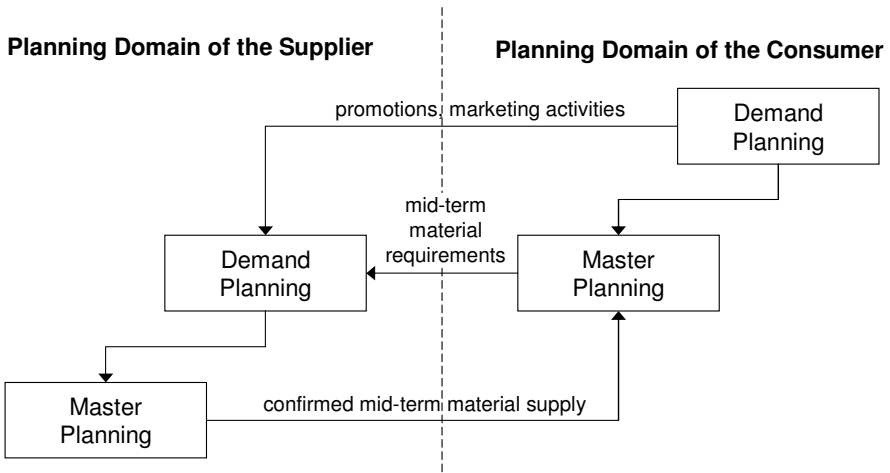 Planning Domain of the Supplier
Planning Domain of the Consumer
promotions, marketing activities
Demand
Planning
mid-term
material
requirements
Demand
Planning
Master
Planning
Master
Planning
confirmed mid-term material supply